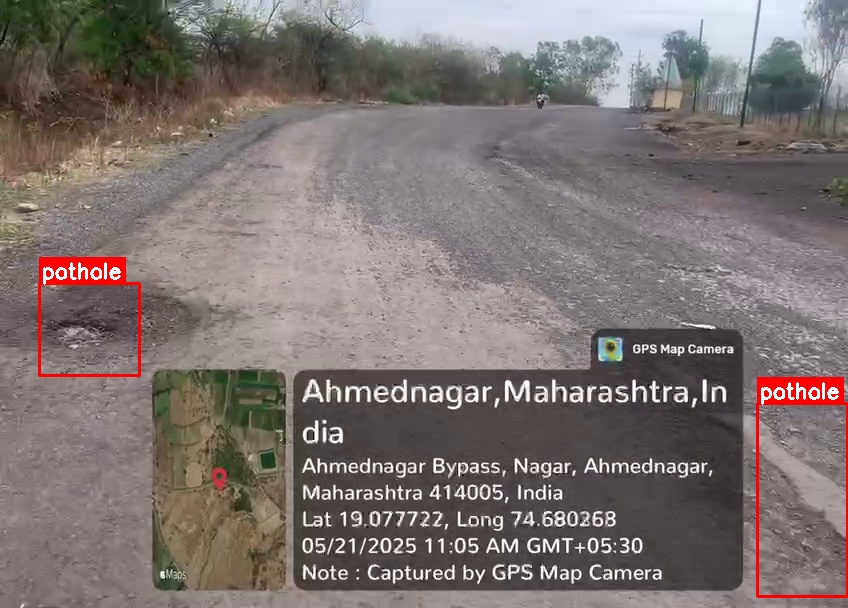 pothole
GPS Map Camera
pothole
Ahmednagar,Maharashtra,In
dia
Ahmednagar Bypass, Nagar, Ahmednagar,
Maharashtra 414005, India
Lat 19.077722, Long 74.680368
05/21/2025 11:05 AM GMT+05:30
Note : Captured by GPS Map Camera
Maps